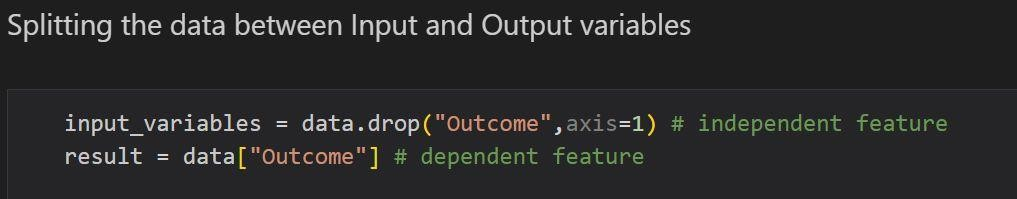 Splitting the data between Input and Output variables
input_variables = data.drop("Outcome",axis=1) # independent feature
result = data["Outcome"] # dependent feature